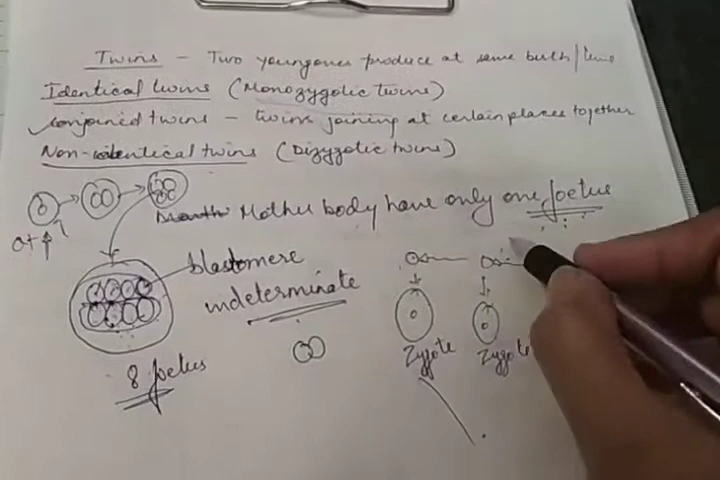 Twins – Two youngones produce at same birth/time
Identical twins (Monozygotic twins)
conjoined twins – twins joining at certain places together
Non-identical twins (Dizygotic twins)
Mother body have only one foetus
blastomere
indeterminate
8 foetus
Zygote Zygote